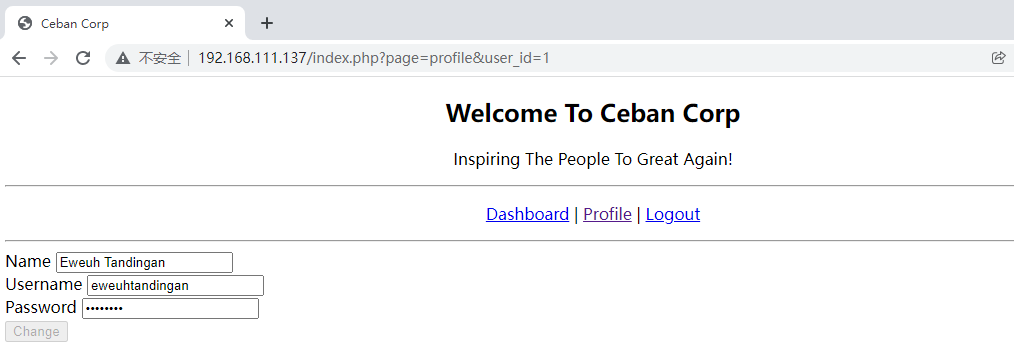 Ceban Corp
不安全 192.168.111.137/index.php?page=profile&user_id=1
Welcome To Ceban Corp
Inspiring The People To Great Again!
Dashboard | Profile | Logout
Name Eweuh Tandingan
Username eweuhtandingan
Password ••••••••
Change